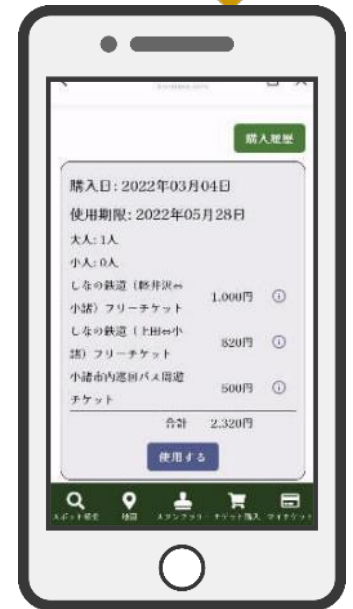 購入履歴
購入日: 2022年03月04日
使用期限: 2022年05月28日
大人: 1人
小人: 0人
しなの鉄道（軽井沢⇔
小諸）フリーチケット
1,000円
しなの鉄道（上田⇔小
諸）フリーチケット
820円
小諸市内巡回バス周遊
チケット
500円
合計 2,320円
使用する
スポット検索 地図 スタンプラリー チケット購入 マイチケット